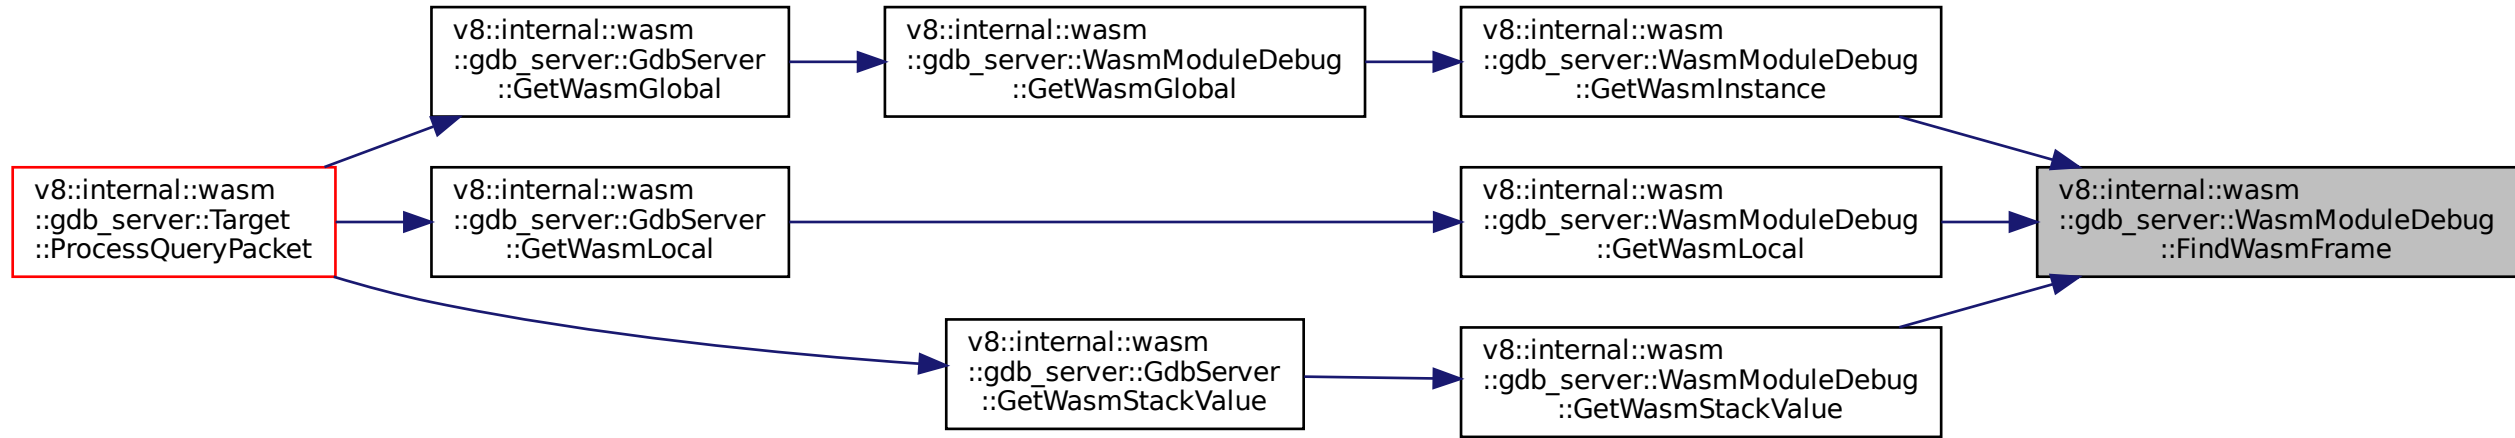 v8::internal::wasm
::gdb_server::GdbServer
::GetWasmGlobal
v8::internal::wasm
::gdb_server::WasmModuleDebug
::GetWasmGlobal
v8::internal::wasm
::gdb_server::WasmModuleDebug
::GetWasmInstance
v8::internal::wasm
::gdb_server::Target
::ProcessQueryPacket
v8::internal::wasm
::gdb_server::GdbServer
::GetWasmLocal
v8::internal::wasm
::gdb_server::WasmModuleDebug
::GetWasmLocal
v8::internal::wasm
::gdb_server::WasmModuleDebug
::FindWasmFrame
v8::internal::wasm
::gdb_server::GdbServer
::GetWasmStackValue
v8::internal::wasm
::gdb_server::WasmModuleDebug
::GetWasmStackValue